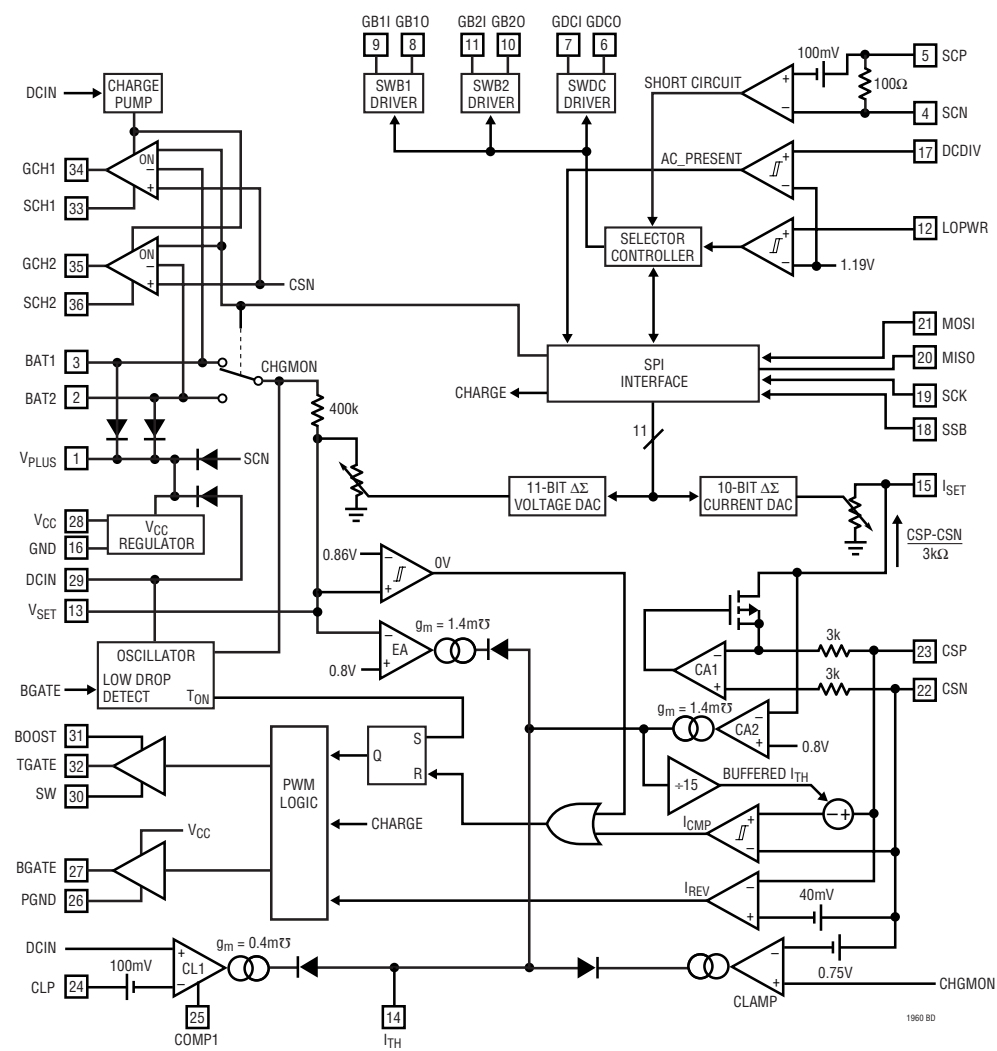 GB1I GB1O GB2I GB2O GDCI GDCO
9 8 11 10 7 6
SWB1 DRIVER
SWB2 DRIVER
SWDC DRIVER
DCIN
CHARGE PUMP
GCH1 34
SCH1 33
ON
–
+
GCH2 35
SCH2 36
ON
–
+
CSN
SHORT CIRCUIT
+
–
100mV
100Ω
5 SCP
4 SCN
AC_PRESENT
+
–
17 DCDIV
SELECTOR CONTROLLER
+
–
12 LOPWR
1.19V
BAT1 3
BAT2 2
CHGMON
400k
VPLUS 1
SCN
VCC 28
GND 16
VCC REGULATOR
DCIN 29
VSET 13
CHARGE
SPI INTERFACE
21 MOSI
20 MISO
19 SCK
18 SSB
11
11-BIT ΔΣ VOLTAGE DAC
10-BIT ΔΣ CURRENT DAC
15 ISET
CSP-CSN
3kΩ
0.86V
–
+
0V
gm = 1.4m℧
–
EA
+
0.8V
OSCILLATOR
LOW DROP DETECT
TON
BGATE
–
CA1
+
3k
3k
23 CSP
22 CSN
gm = 1.4m℧
–
CA2
+
0.8V
BOOST 31
TGATE 32
SW 30
PWM LOGIC
S
Q
R
CHARGE
÷15
BUFFERED ITH
– +
ICMP
+
–
BGATE 27
PGND 26
VCC
IREV
–
+
40mV
DCIN
CLP 24
100mV
+
CL1
–
gm = 0.4m℧
25
COMP1
14
ITH
–
+
CLAMP
0.75V
CHGMON
1960 BD